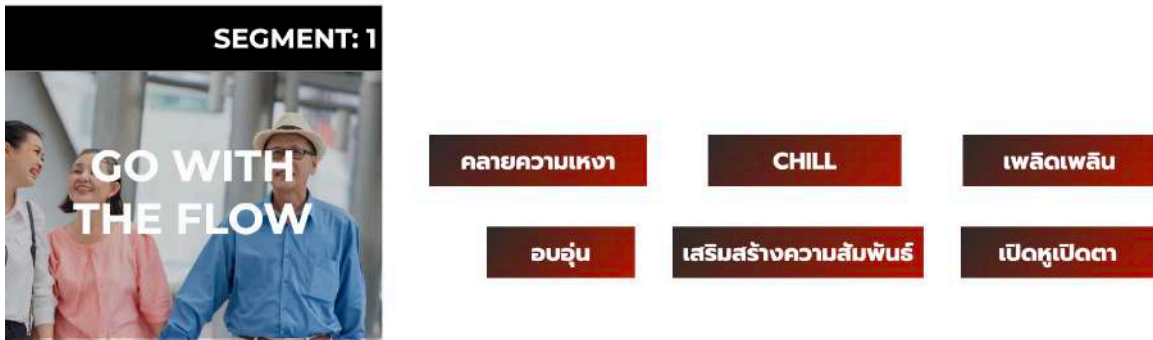 SEGMENT: 1
GO WITH
THE FLOW
คลายความเหงา
CHILL
เพลิดเพลิน
อบอุ่น
เสริมสร้างความสัมพันธ์
เปิดหูเปิดตา